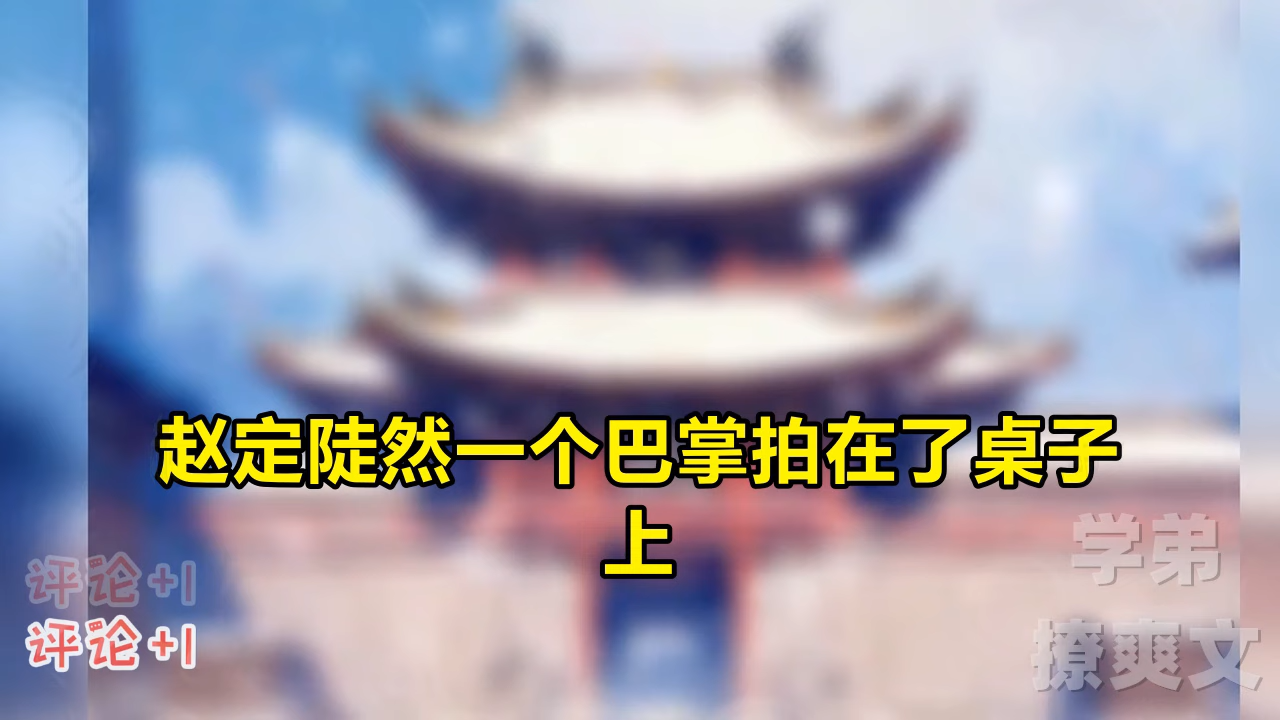 赵定陡然一个巴掌拍在了桌子
上
学弟
撩爽文
评论+1
评论+1